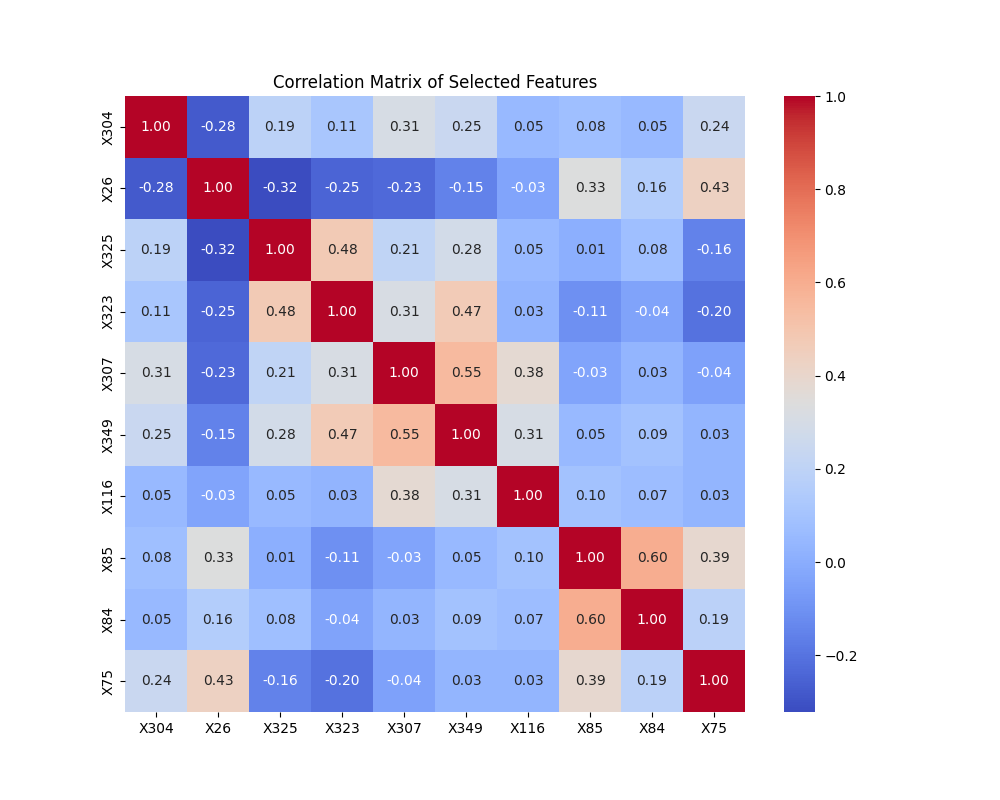 Correlation Matrix of Selected Features
X304 1.00 -0.28 0.19 0.11 0.31 0.25 0.05 0.08 0.05 0.24
X26 -0.28 1.00 -0.32 -0.25 -0.23 -0.15 -0.03 0.33 0.16 0.43
X325 0.19 -0.32 1.00 0.48 0.21 0.28 0.05 0.01 0.08 -0.16
X323 0.11 -0.25 0.48 1.00 0.31 0.47 0.03 -0.11 -0.04 -0.20
X307 0.31 -0.23 0.21 0.31 1.00 0.55 0.38 -0.03 0.03 -0.04
X349 0.25 -0.15 0.28 0.47 0.55 1.00 0.31 0.05 0.09 0.03
X116 0.05 -0.03 0.05 0.03 0.38 0.31 1.00 0.10 0.07 0.03
X85 0.08 0.33 0.01 -0.11 -0.03 0.05 0.10 1.00 0.60 0.39
X84 0.05 0.16 0.08 -0.04 0.03 0.09 0.07 0.60 1.00 0.19
X75 0.24 0.43 -0.16 -0.20 -0.04 0.03 0.03 0.39 0.19 1.00
X304 X26 X325 X323 X307 X349 X116 X85 X84 X75
1.0
0.8
0.6
0.4
0.2
0.0
−0.2